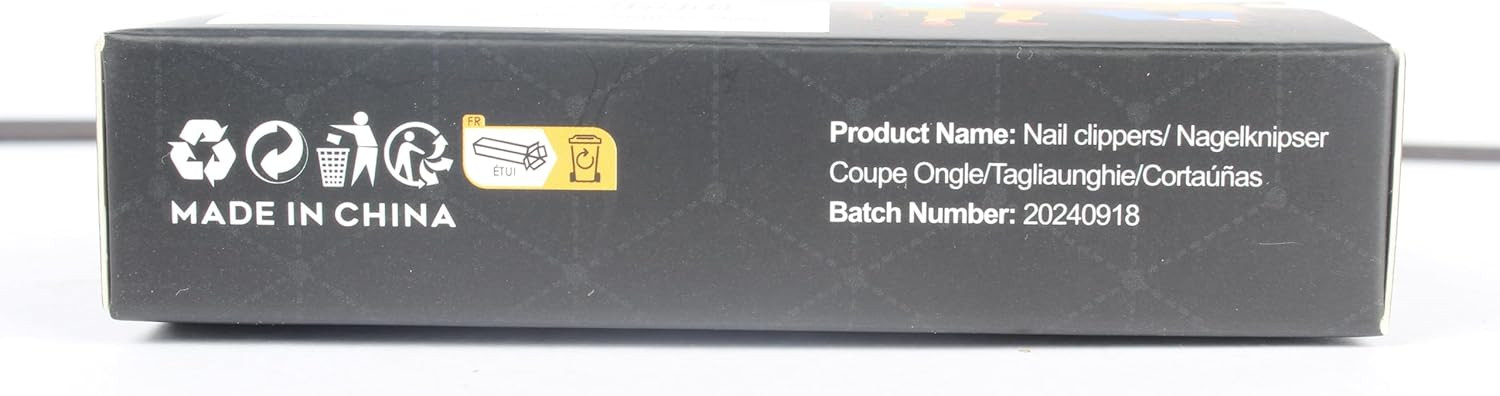 FR
ÉTUI
MADE IN CHINA
Product Name: Nail clippers/ Nagelknipser
Coupe Ongle/Tagliaunghie/Cortaúñas
Batch Number: 20240918